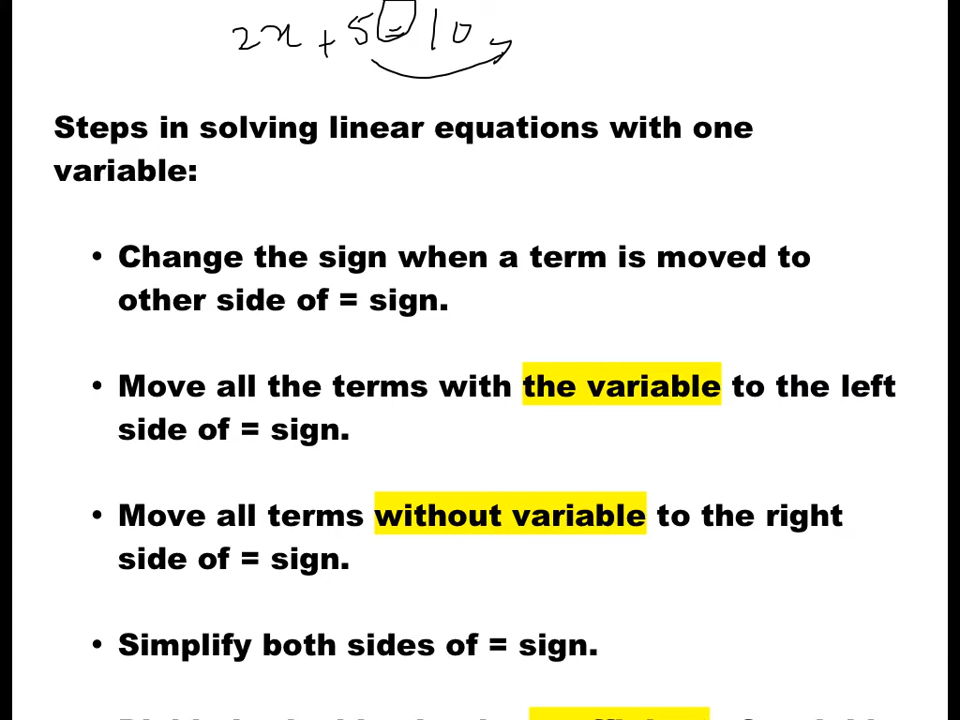 2x + 5 = 10
Steps in solving linear equations with one
variable:
• Change the sign when a term is moved to
other side of = sign.
• Move all the terms with the variable to the left
side of = sign.
• Move all terms without variable to the right
side of = sign.
• Simplify both sides of = sign.